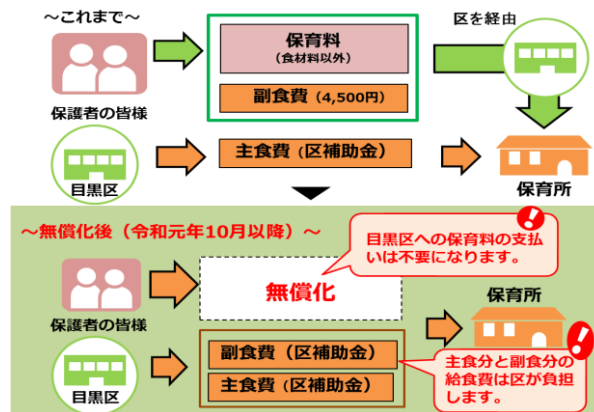 ～これまで～
区を経由
保育料
（食材料以外）
副食費（4,500円）
保護者の皆様
主食費（区補助金）
目黒区
保育所
～無償化後（令和元年10月以降）～
目黒区への保育料の支払
いは不要になります。
無償化
保育所
保護者の皆様
副食費（区補助金）
主食費（区補助金）
主食分と副食分の
給食費は区が負担
します。
目黒区